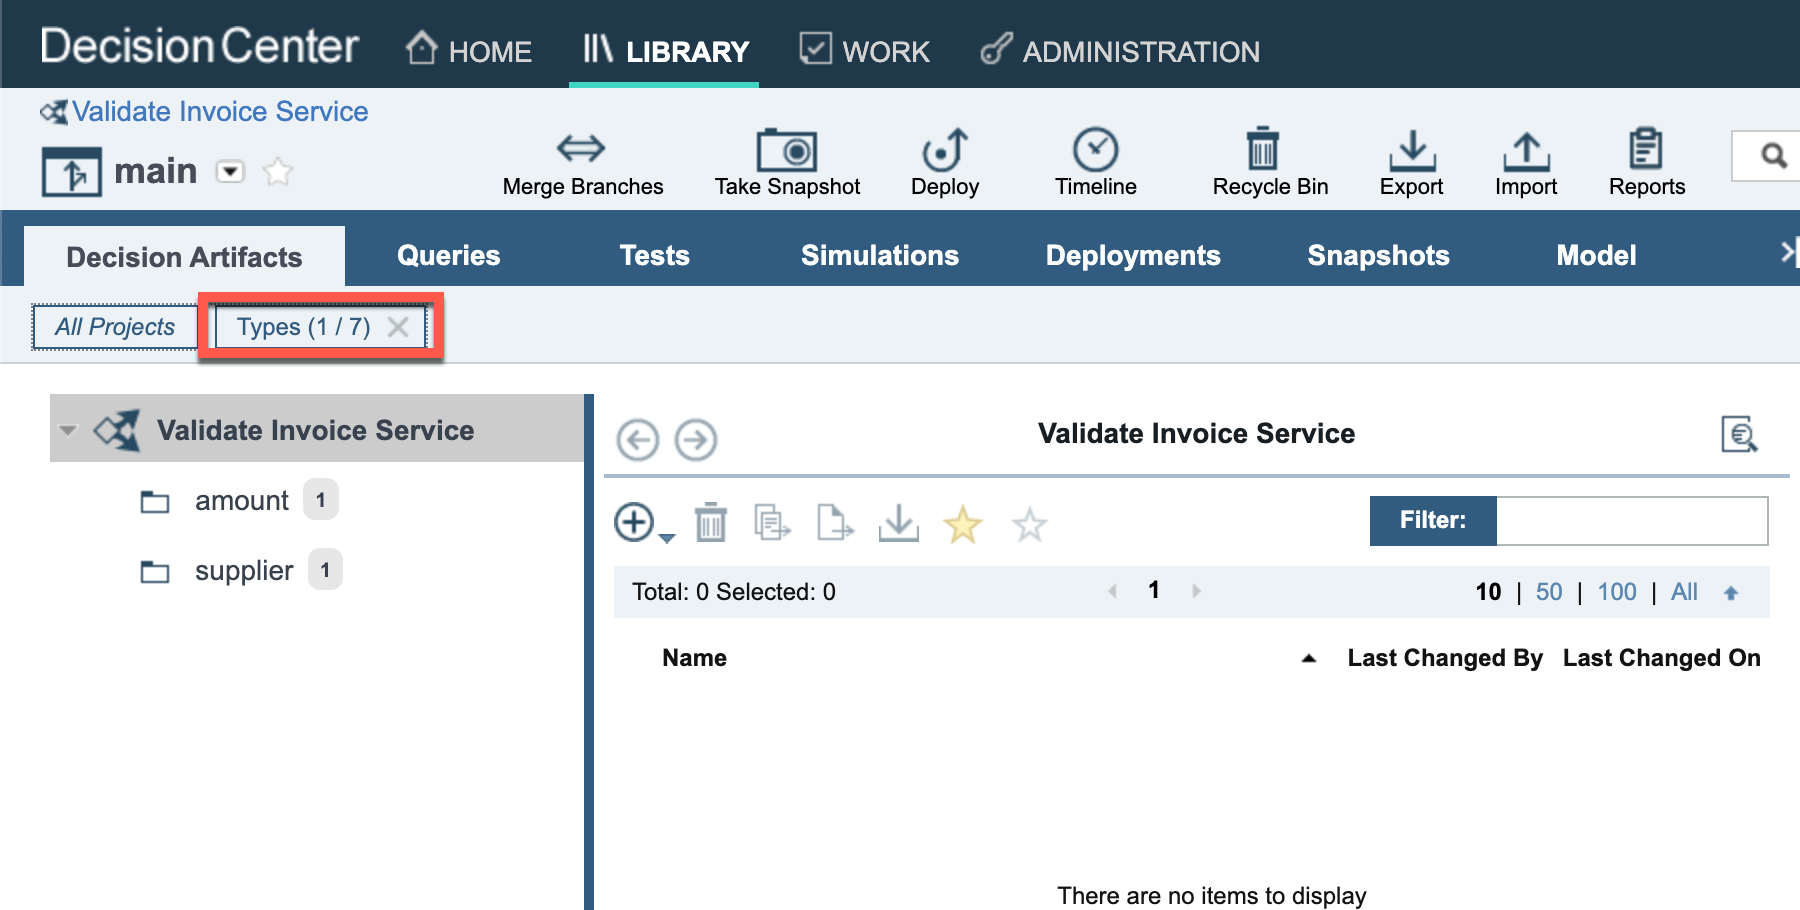 Decision Center HOME LIBRARY WORK ADMINISTRATION
Validate Invoice Service
main
Merge Branches Take Snapshot Deploy Timeline Recycle Bin Export Import Reports
Decision Artifacts Queries Tests Simulations Deployments Snapshots Model
All Projects Types (1 / 7)
Validate Invoice Service
amount 1
supplier 1
Validate Invoice Service
Filter:
Total: 0 Selected: 0 1 10 | 50 | 100 | All
Name Last Changed By Last Changed On
There are no items to display